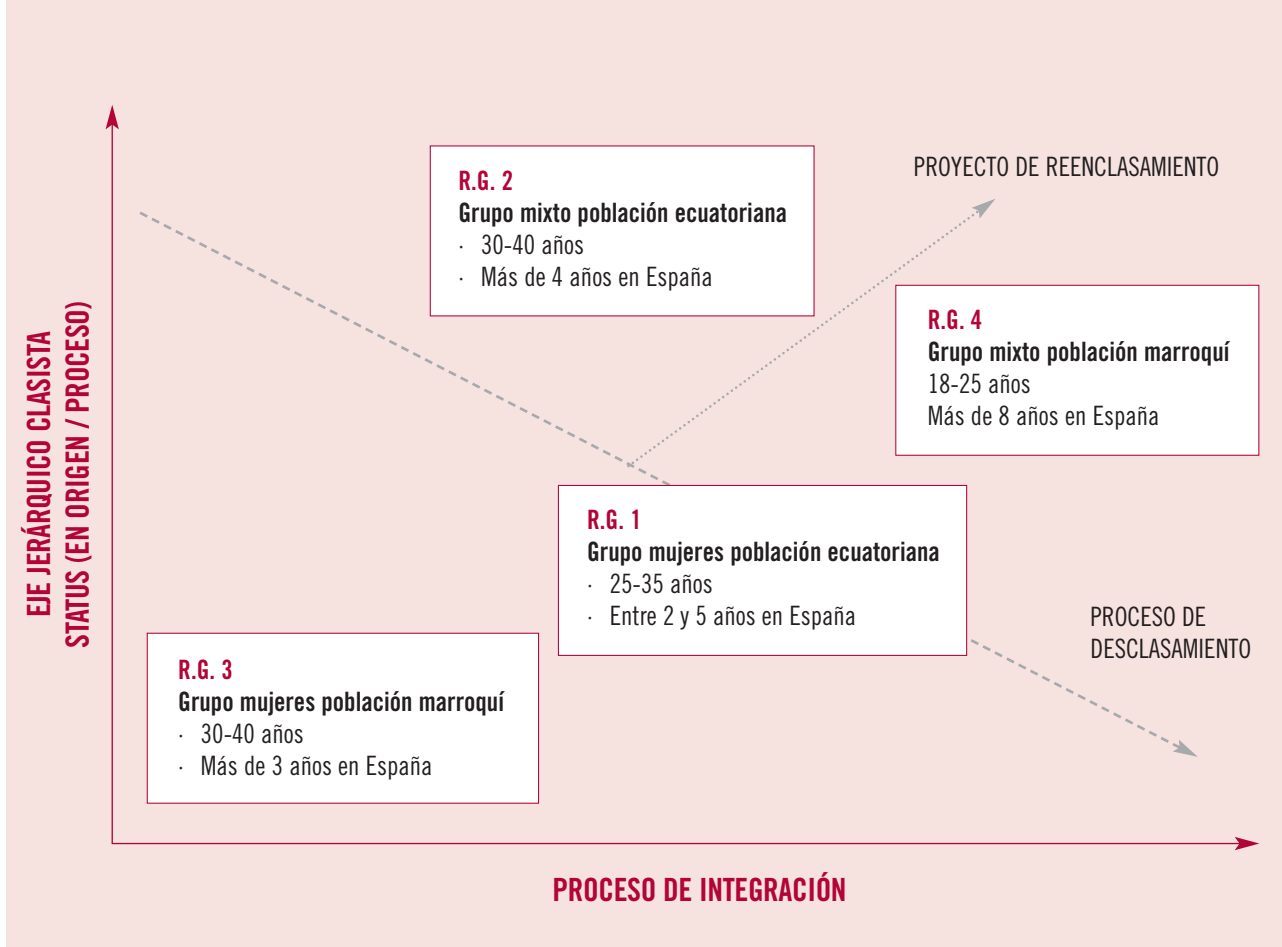 R.G. 2
Grupo mixto población ecuatoriana
· 30-40 años
· Más de 4 años en España
PROYECTO DE REENCLASAMIENTO
R.G. 4
Grupo mixto población marroquí
18-25 años
Más de 8 años en España
EJE JERÁRQUICO CLASISTA
STATUS (EN ORIGEN / PROCESO)
R.G. 1
Grupo mujeres población ecuatoriana
· 25-35 años
· Entre 2 y 5 años en España
PROCESO DE
DESCLASAMIENTO
R.G. 3
Grupo mujeres población marroquí
· 30-40 años
· Más de 3 años en España
PROCESO DE INTEGRACIÓN